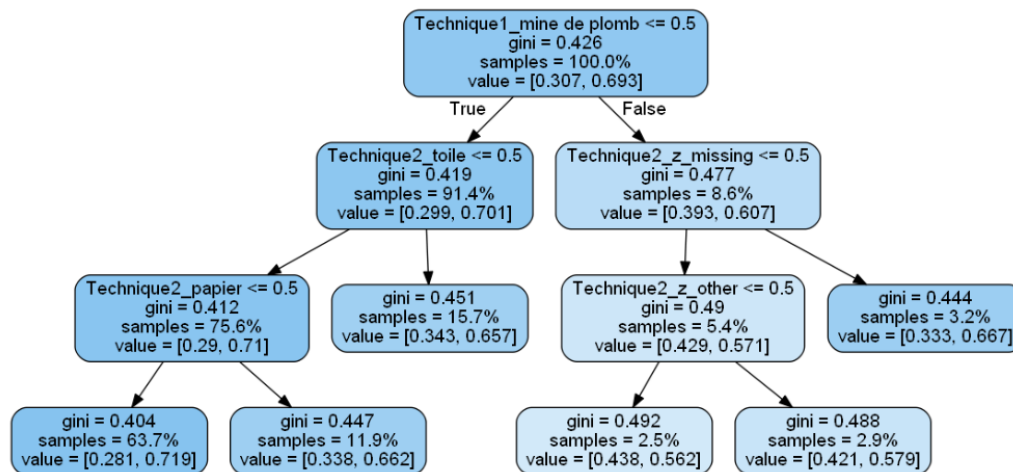 Technique1_mine de plomb <= 0.5
gini = 0.426
samples = 100.0%
value = [0.307, 0.693]
True
False
Technique2_toile <= 0.5
gini = 0.419
samples = 91.4%
value = [0.299, 0.701]
Technique2_z_missing <= 0.5
gini = 0.477
samples = 8.6%
value = [0.393, 0.607]
Technique2_papier <= 0.5
gini = 0.412
samples = 75.6%
value = [0.29, 0.71]
gini = 0.451
samples = 15.7%
value = [0.343, 0.657]
Technique2_z_other <= 0.5
gini = 0.49
samples = 5.4%
value = [0.429, 0.571]
gini = 0.444
samples = 3.2%
value = [0.333, 0.667]
gini = 0.404
samples = 63.7%
value = [0.281, 0.719]
gini = 0.447
samples = 11.9%
value = [0.338, 0.662]
gini = 0.492
samples = 2.5%
value = [0.438, 0.562]
gini = 0.488
samples = 2.9%
value = [0.421, 0.579]